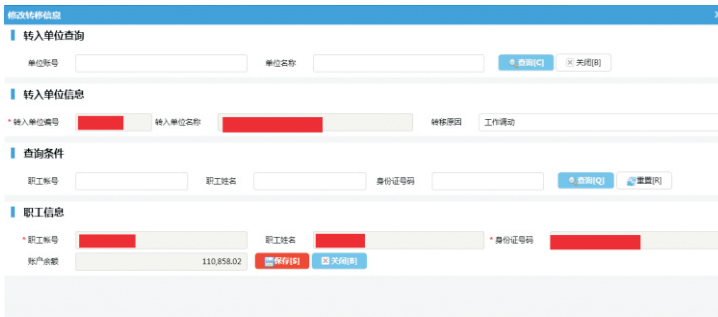 修改转移信息
转入单位查询
单位账号 单位名称 查询[C] 关闭[B]
转入单位信息
* 转入单位编号 转入单位名称 转移原因 工作调动
查询条件
职工帐号 职工姓名 身份证号码 查询[Q] 重置[R]
职工信息
* 职工帐号 职工姓名 * 身份证号码
账户余额 110,858.02 保存[S] 关闭[B]